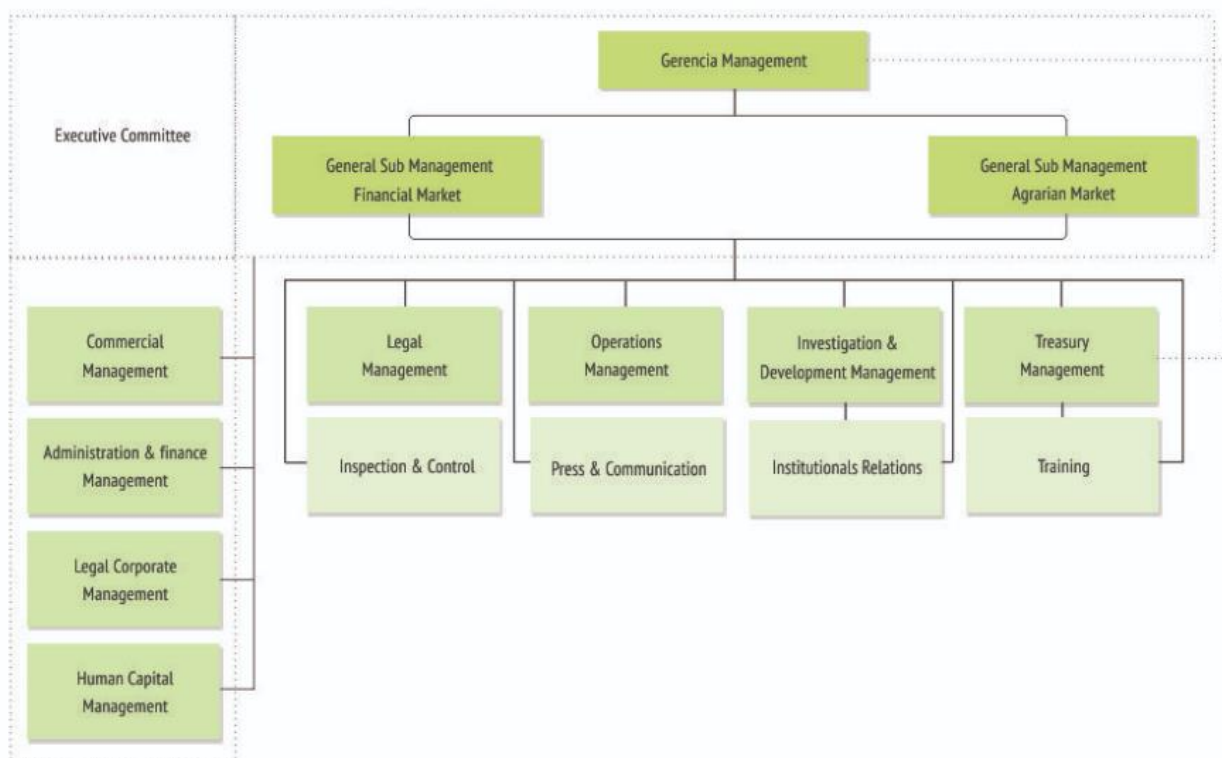 Gerencia Management
Executive Committee
General Sub Management
Financial Market
General Sub Management
Agrarian Market
Commercial
Management
Legal
Management
Operations
Management
Investigation &
Development Management
Treasury
Management
Administration & finance
Management
Inspection & Control
Press & Communication
Institutionals Relations
Training
Legal Corporate
Management
Human Capital
Management